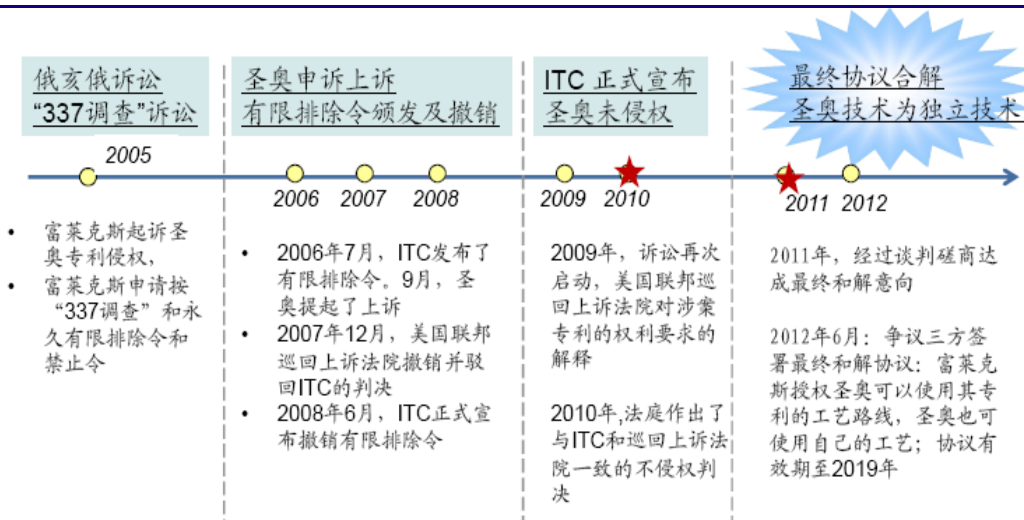 俄亥俄诉讼
“337调查”诉讼
圣奥申诉上诉
有限排除令颁发及撤销
ITC 正式宣布
圣奥未侵权
最终协议合解
圣奥技术为独立技术
2005
2006
2007
2008
2009
2010
2011
2012
• 富莱克斯起诉圣
奥专利侵权,
• 富莱克斯申请按
“337调查”和永
久有限排除令和
禁止令
• 2006年7月，ITC发布了
有限排除令。9月，圣
奥提起了上诉
• 2007年12月，美国联邦
巡回上诉法院撤销并驳
回ITC的判决
• 2008年6月，ITC正式宣
布撤销有限排除令
2009年，诉讼再次
启动，美国联邦巡
回上诉法院对涉案
专利的权利要求的
解释
2010年,法庭作出了
与ITC和巡回上诉法
院一致的不侵权判
决
2011年，经过谈判磋商达
成最终和解意向
2012年6月：争议三方签
署最终和解协议：富莱克
斯授权圣奥可以使用其专
利的工艺路线，圣奥也可
使用自己的工艺；协议有
效期至2019年